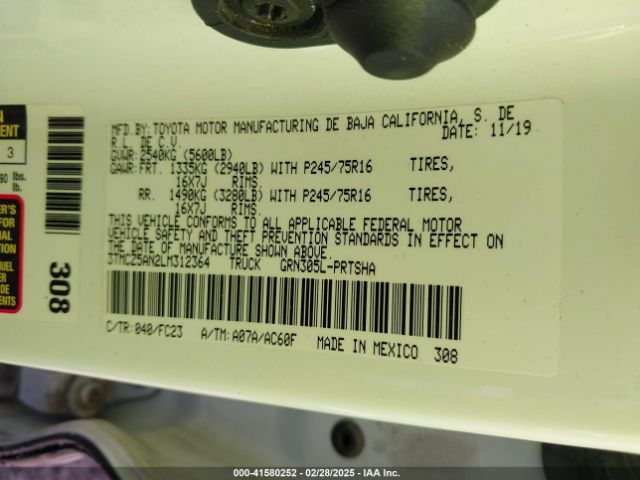 MFD.BY:TOYOTA MOTOR MANUFACTURING DE BAJA CALIFORNIA, S. DE
R.L. DE C.V. DATE: 11/19
GVWR:2540KG (5600LB)
GAWR:FRT. 1335KG (2940LB) WITH P245/75R16 TIRES,
16X7J RIMS.
RR. 1490KG (3280LB) WITH P245/75R16 TIRES,
16X7J RIMS.
THIS VEHICLE CONFORMS TO ALL APPLICABLE FEDERAL MOTOR
VEHICLE SAFETY AND THEFT PREVENTION STANDARDS IN EFFECT ON
THE DATE OF MANUFACTURE SHOWN ABOVE.
3TMCZ5AN2LM312364 TRUCK GRN305L-PRTSHA
C/TR:040/FC23 A/TM:A07A/AC60F MADE IN MEXICO 308
3
lbs.
lb.
308
000-41580252 | 02/28/2025 | IAA Inc.